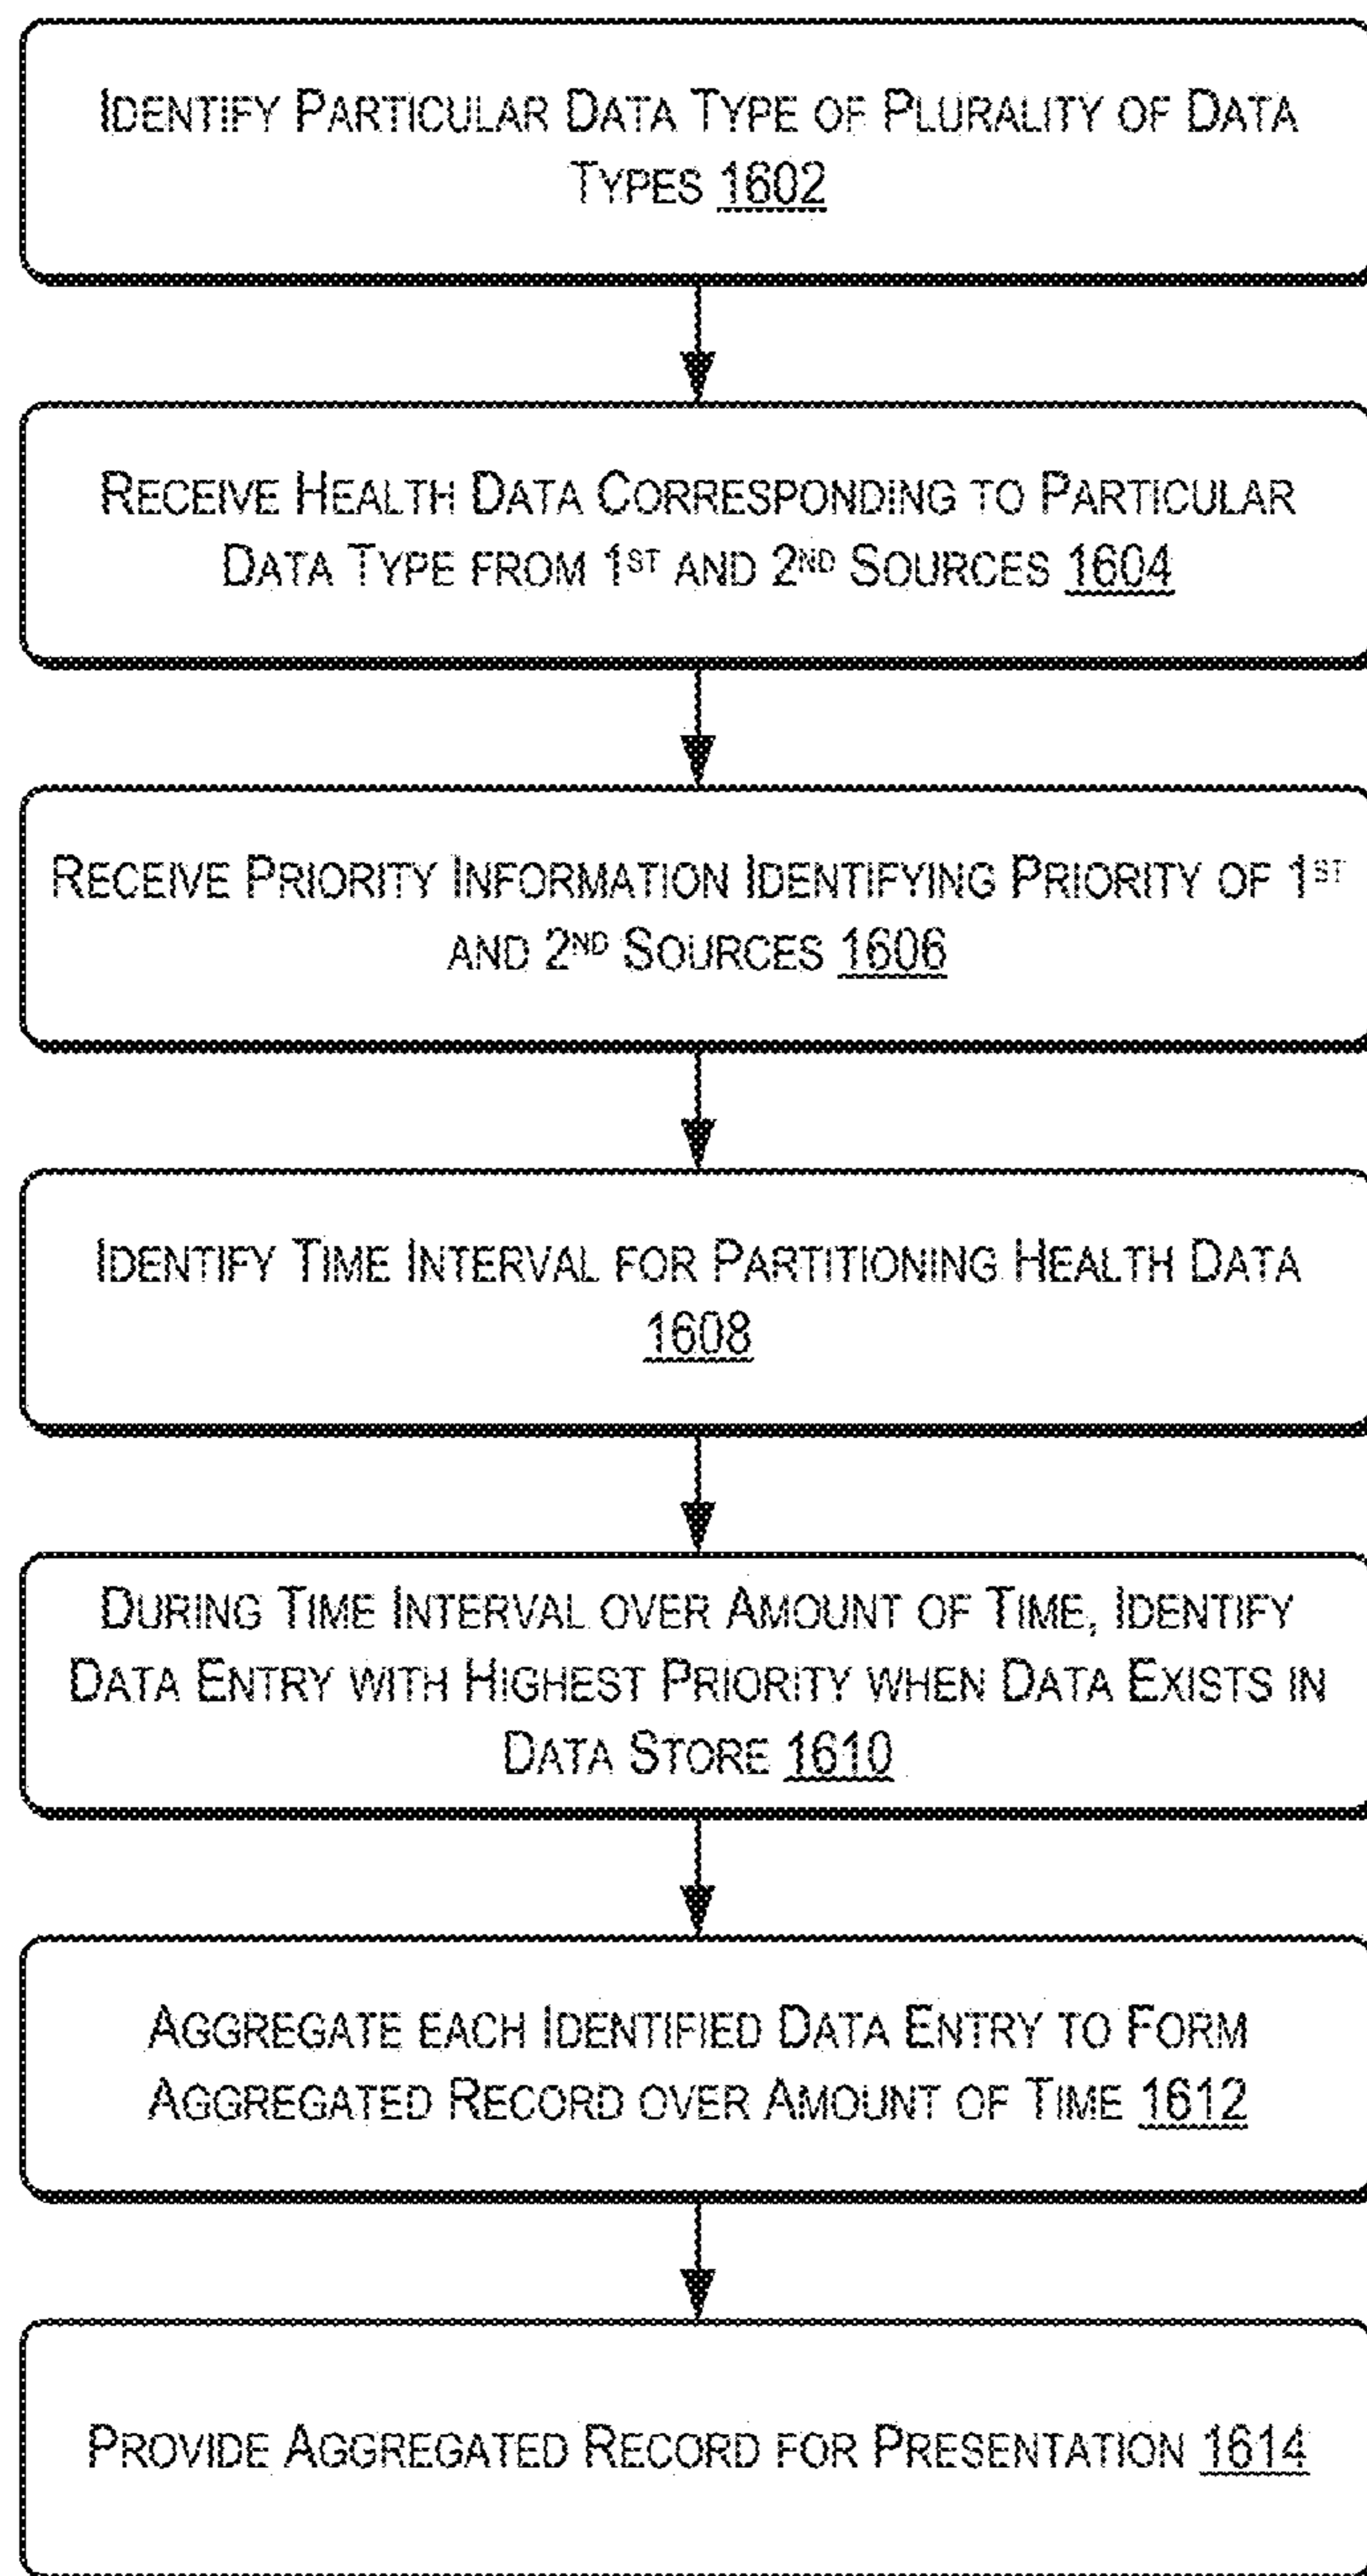 IDENTIFY PARTICULAR DATA TYPE OF PLURALITY OF DATA
TYPES 1602
RECEIVE HEALTH DATA CORRESPONDING TO PARTICULAR
DATA TYPE FROM 1ST AND 2ND SOURCES 1604
RECEIVE PRIORITY INFORMATION IDENTIFYING PRIORITY OF 1ST
AND 2ND SOURCES 1606
IDENTIFY TIME INTERVAL FOR PARTITIONING HEALTH DATA
1608
DURING TIME INTERVAL OVER AMOUNT OF TIME, IDENTIFY
DATA ENTRY WITH HIGHEST PRIORITY WHEN DATA EXISTS IN
DATA STORE 1610
AGGREGATE EACH IDENTIFIED DATA ENTRY TO FORM
AGGREGATED RECORD OVER AMOUNT OF TIME 1612
PROVIDE AGGREGATED RECORD FOR PRESENTATION 1614